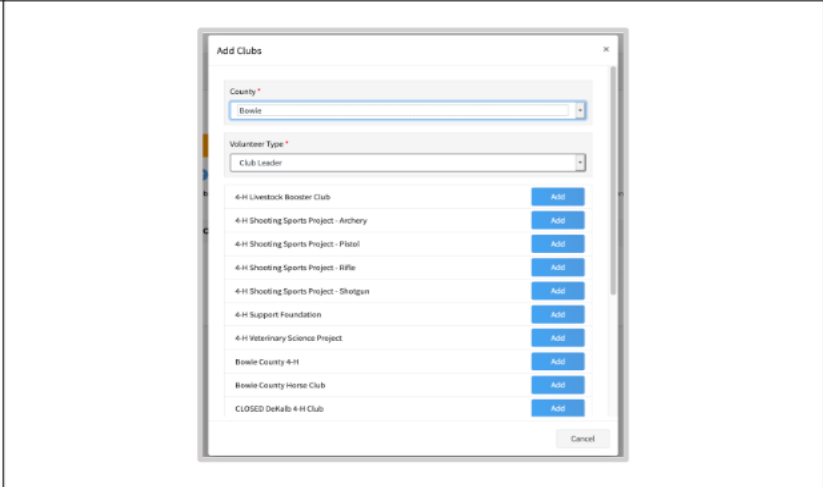 Add Clubs ×
County *
Bowie
Volunteer Type *
Club Leader
4-H Livestock Booster Club Add
4-H Shooting Sports Project - Archery Add
4-H Shooting Sports Project - Pistol Add
4-H Shooting Sports Project - Rifle Add
4-H Shooting Sports Project - Shotgun Add
4-H Support Foundation Add
4-H Veterinary Science Project Add
Bowie County 4-H Add
Bowie County Horse Club Add
CLOSED DeKalb 4-H Club Add
Cancel